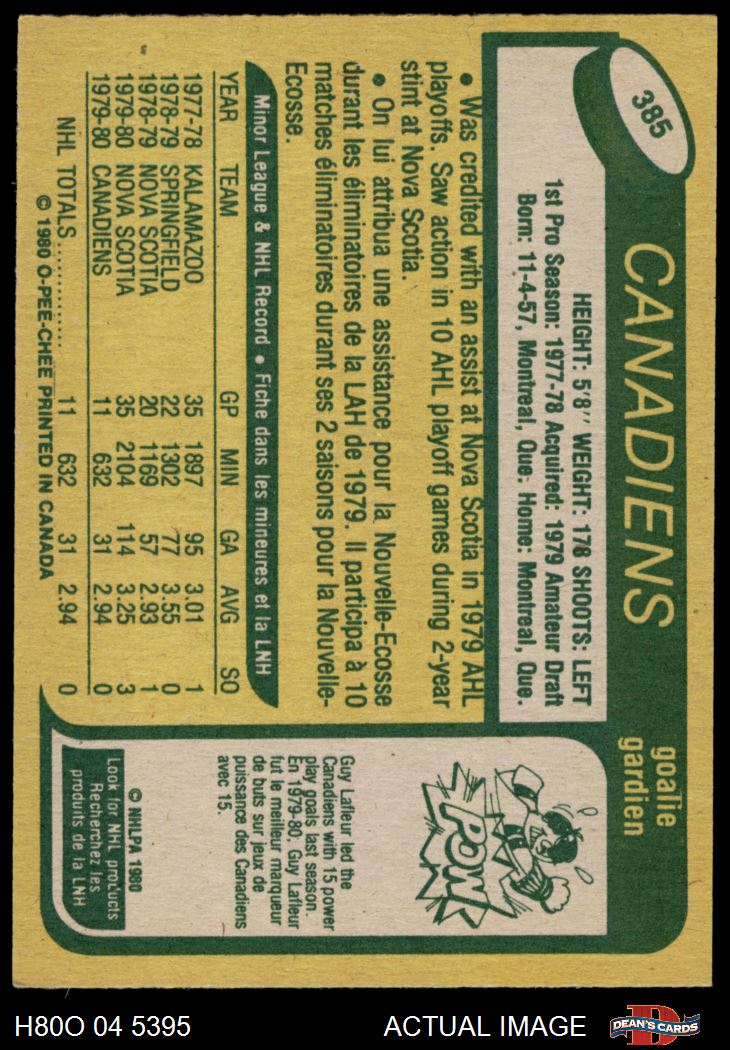 385
CANADIENS
goalie
gardien
HEIGHT: 5'8" WEIGHT: 178 SHOOTS: LEFT
1st Pro Season: 1977-78 Acquired: 1979 Amateur Draft
Born: 11-4-57, Montreal, Que. Home: Montreal, Que.
• Was credited with an assist at Nova Scotia in 1979 AHL
playoffs. Saw action in 10 AHL playoff games during 2-year
stint at Nova Scotia.
• On lui attribua une assistance pour la Nouvelle-Ecosse
durant les éliminatoires de la LAH de 1979. Il participa à 10
matches éliminatoires durant ses 2 saisons pour la Nouvelle-
Ecosse.
Minor League & NHL Record • Fiche dans les mineures et la LNH
YEAR TEAM GP MIN GA AVG SO
1977-78 KALAMAZOO 35 1897 95 3.01 1
1978-79 SPRINGFIELD 22 1302 77 3.55 0
1978-79 NOVA SCOTIA 20 1169 57 2.93 1
1979-80 NOVA SCOTIA 35 2104 114 3.25 3
1979-80 CANADIENS 11 632 31 2.94 0
NHL TOTALS .............. 11 632 31 2.94 0
© 1980 O-PEE-CHEE PRINTED IN CANADA
POW!
Guy Lafleur led the
Canadiens with 15 power
play goals last season.
En 1979-80, Guy Lafleur
fut le meilleur marqueur
de buts sur jeux de
puissance des Canadiens
avec 15.
© NHLPA 1980
Look for NHL products
Recherchez les
produits de la LNH
H80O 04 5395
ACTUAL IMAGE
DEAN'S CARDS